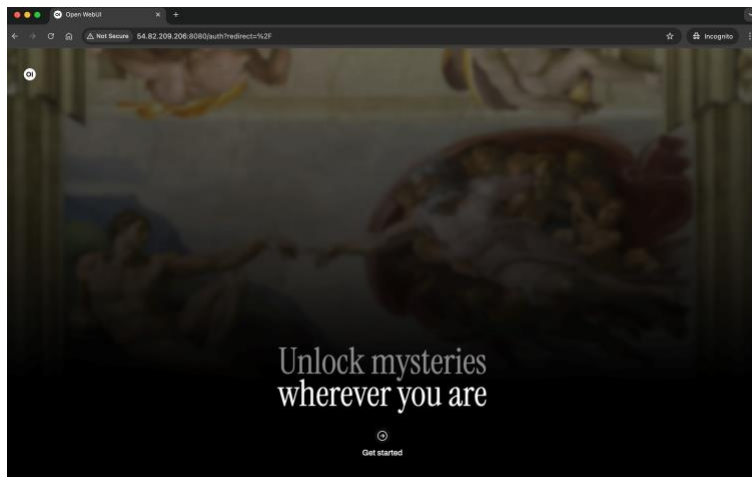 OI Open WebUI
Not Secure 54.82.209.206:8080/auth?redirect=%2F
Incognito
OI
Unlock mysteries
wherever you are
Get started